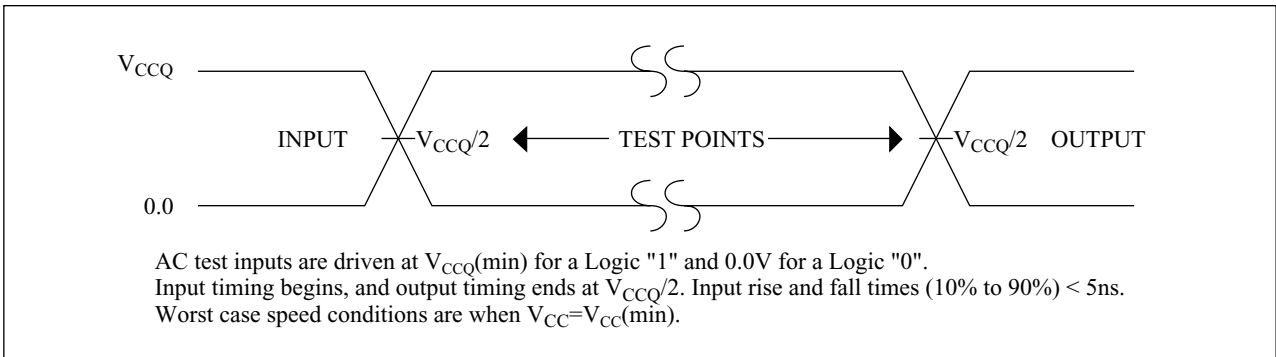 VCCQ
INPUT VCCQ/2 TEST POINTS VCCQ/2 OUTPUT
0.0
AC test inputs are driven at VCCQ(min) for a Logic "1" and 0.0V for a Logic "0".
Input timing begins, and output timing ends at VCCQ/2. Input rise and fall times (10% to 90%) < 5ns.
Worst case speed conditions are when VCC=VCC(min).